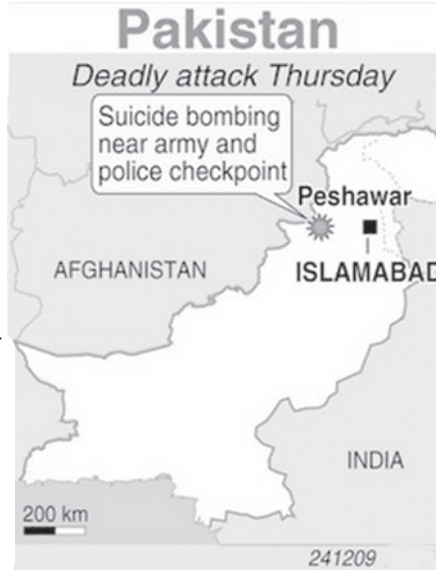 Pakistan
Deadly attack Thursday
Suicide bombing
near army and
police checkpoint
Peshawar
AFGHANISTAN
ISLAMABAD
INDIA
200 km
241209